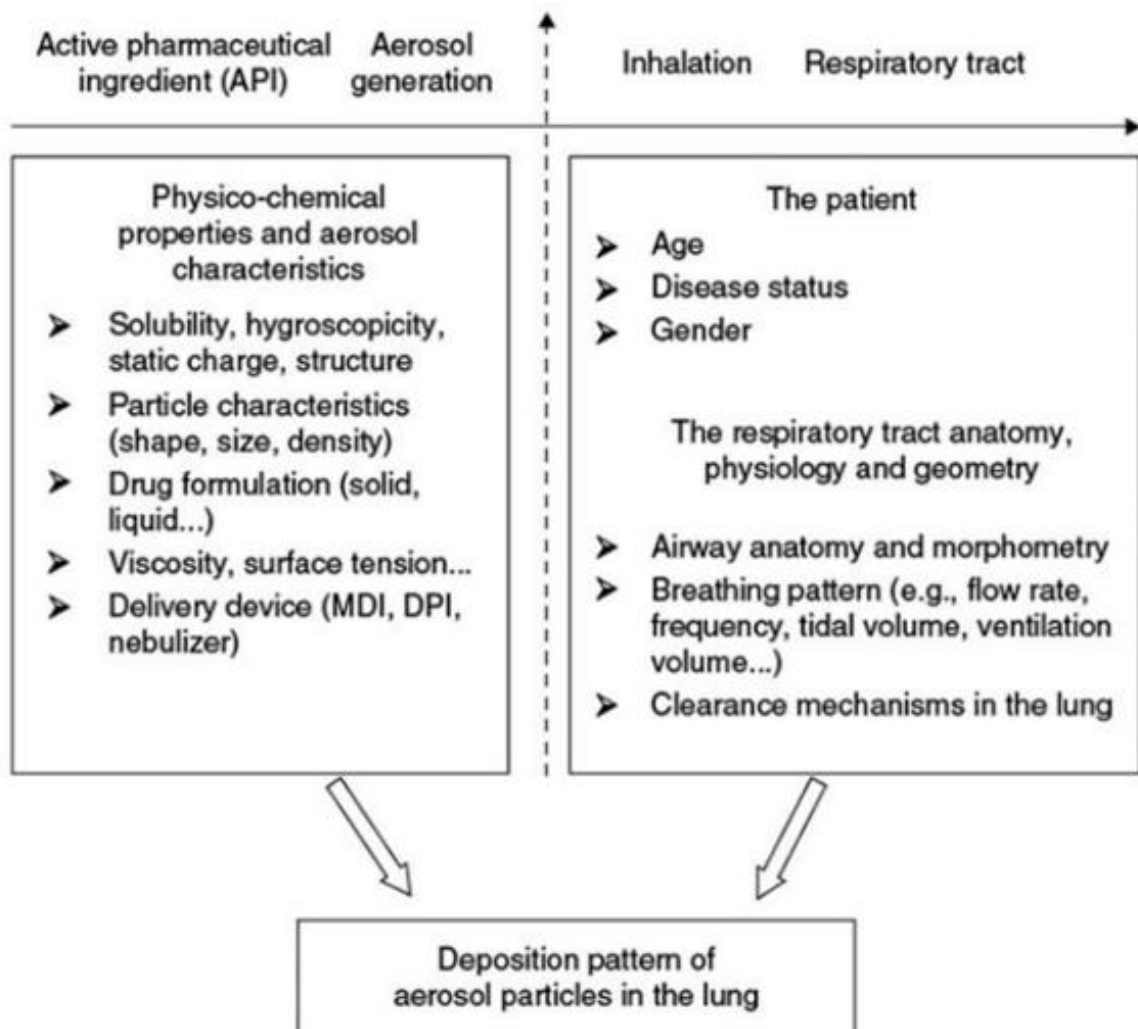 Active pharmaceutical
ingredient (API)
Aerosol
generation
Inhalation
Respiratory tract
Physico-chemical
properties and aerosol
characteristics
➢ Solubility, hygroscopicity,
static charge, structure
➢ Particle characteristics
(shape, size, density)
➢ Drug formulation (solid,
liquid...)
➢ Viscosity, surface tension...
➢ Delivery device (MDI, DPI,
nebulizer)
The patient
➢ Age
➢ Disease status
➢ Gender
The respiratory tract anatomy,
physiology and geometry
➢ Airway anatomy and morphometry
➢ Breathing pattern (e.g., flow rate,
frequency, tidal volume, ventilation
volume...)
➢ Clearance mechanisms in the lung
Deposition pattern of
aerosol particles in the lung